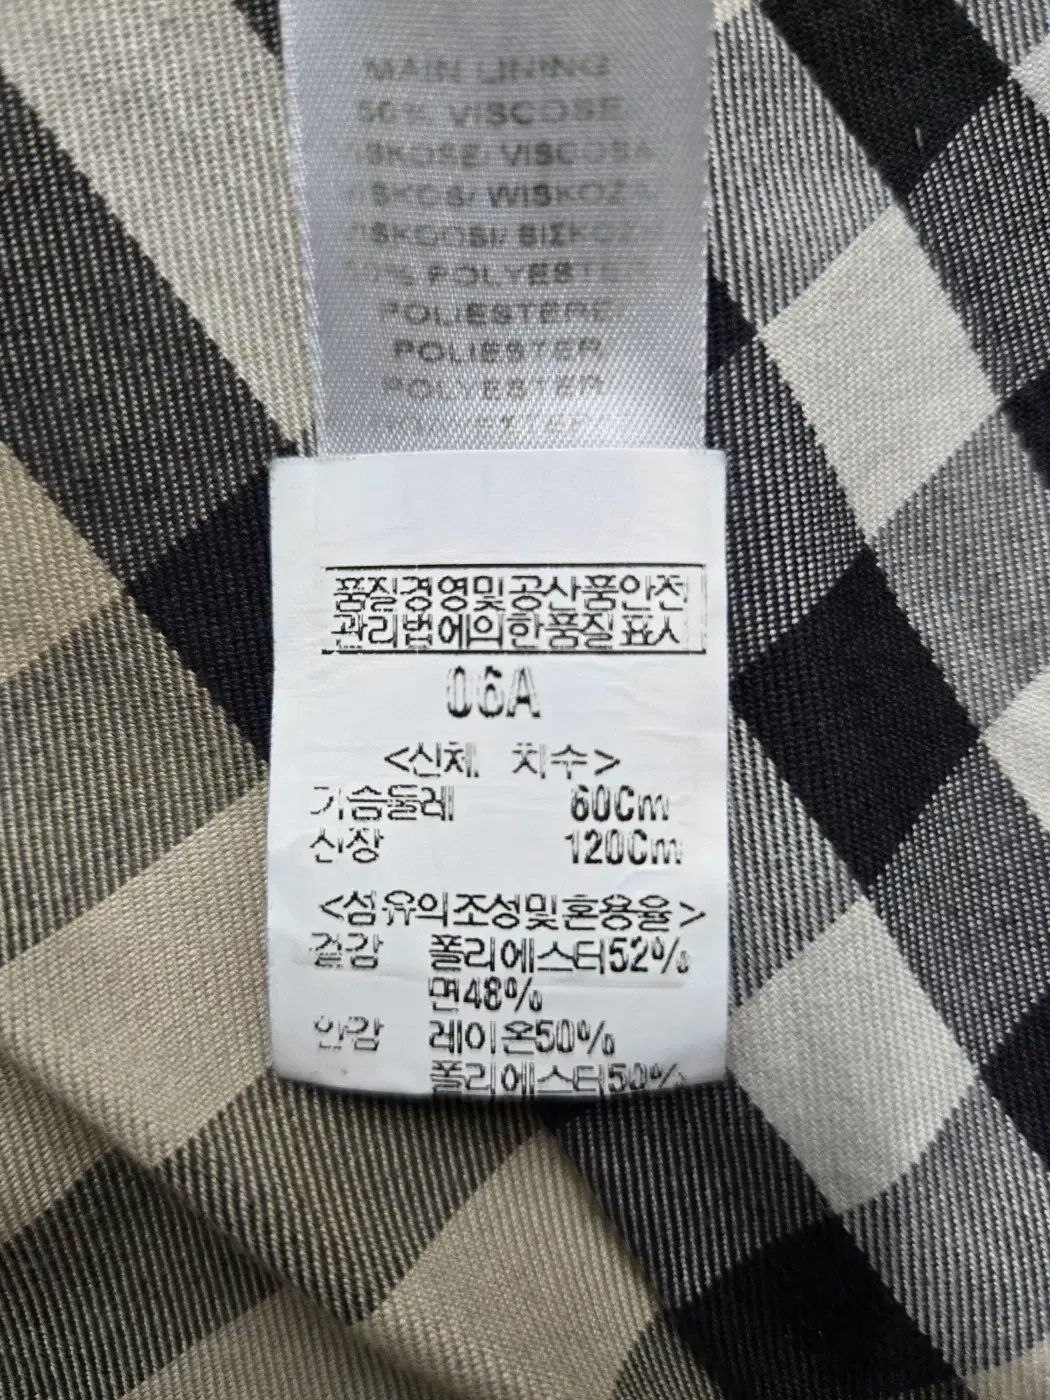 MAIN LINING
50% VISCOSE
ISKOSE/ VISCOSA
ISKOS/ WISKOZA
ISKOOSI/ ΒΙΣΚΟΖ
50% POLYESTER
POLIESTERE/
POLIESTER/
POLYESTER/
품질경영및공산품안전
관리법에의한품질표시
06A
<신체 치수>
가슴둘레 60Cm
신장 120Cm
<섬유의조성및혼용율>
겉감 폴리에스터52%
면48%
안감 레이온50%
폴리에스터50%